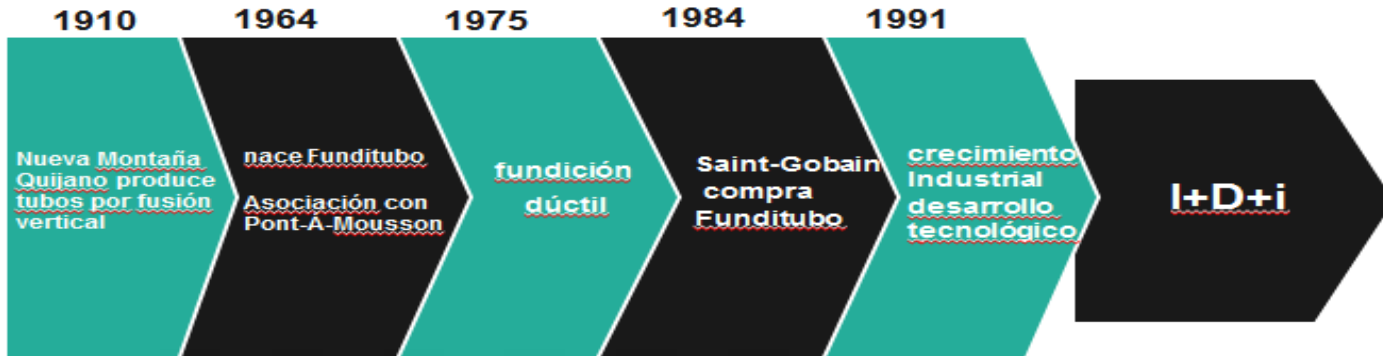 1910 1964 1975 1984 1991
Nueva Montaña
Quijano produce
tubos por fusión
vertical
nace Funditubo
Asociación con
Pont-Á-Mousson
fundición
dúctil
Saint-Gobain
compra
Funditubo
crecimiento
Industrial
desarrollo
tecnológico
I+D+i